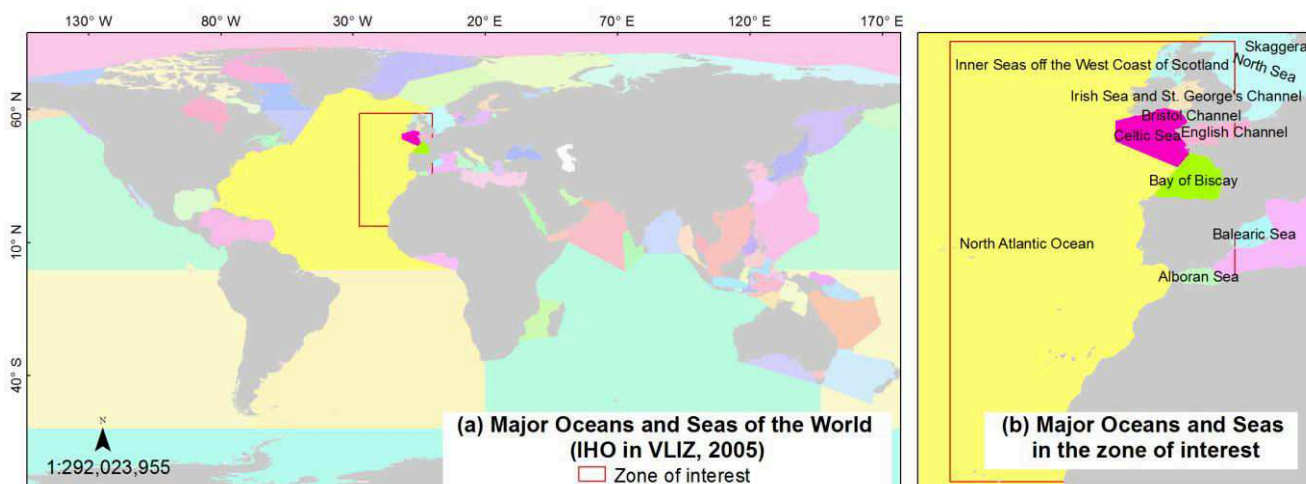 130° W 80° W 30° W 20° E 70° E 120° E 170° E
60° N
10° N
40° S
N
1:292,023,955
(a) Major Oceans and Seas of the World
(IHO in VLIZ, 2005)
Zone of interest
Skaggera
Inner Seas off the West Coast of Scotland
North Sea
Irish Sea and St. George's Channel
Bristol Channel
Celtic Sea
English Channel
Bay of Biscay
Balearic Sea
North Atlantic Ocean
Alboran Sea
(b) Major Oceans and Seas
in the zone of interest